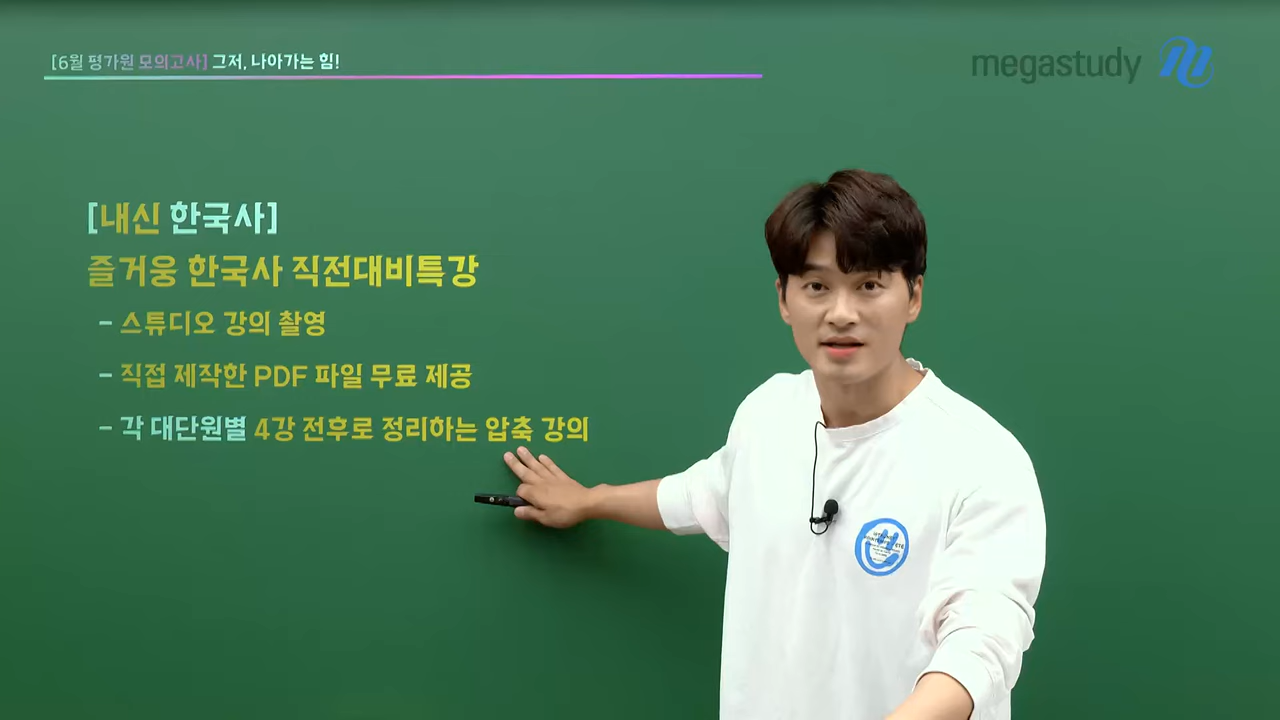 [6월 평가원 모의고사] 그저, 나아가는 힘!
megastudy
[내신 한국사]
즐거웅 한국사 직전대비특강
- 스튜디오 강의 촬영
- 직접 제작한 PDF 파일 무료 제공
- 각 대단원별 4강 전후로 정리하는 압축 강의